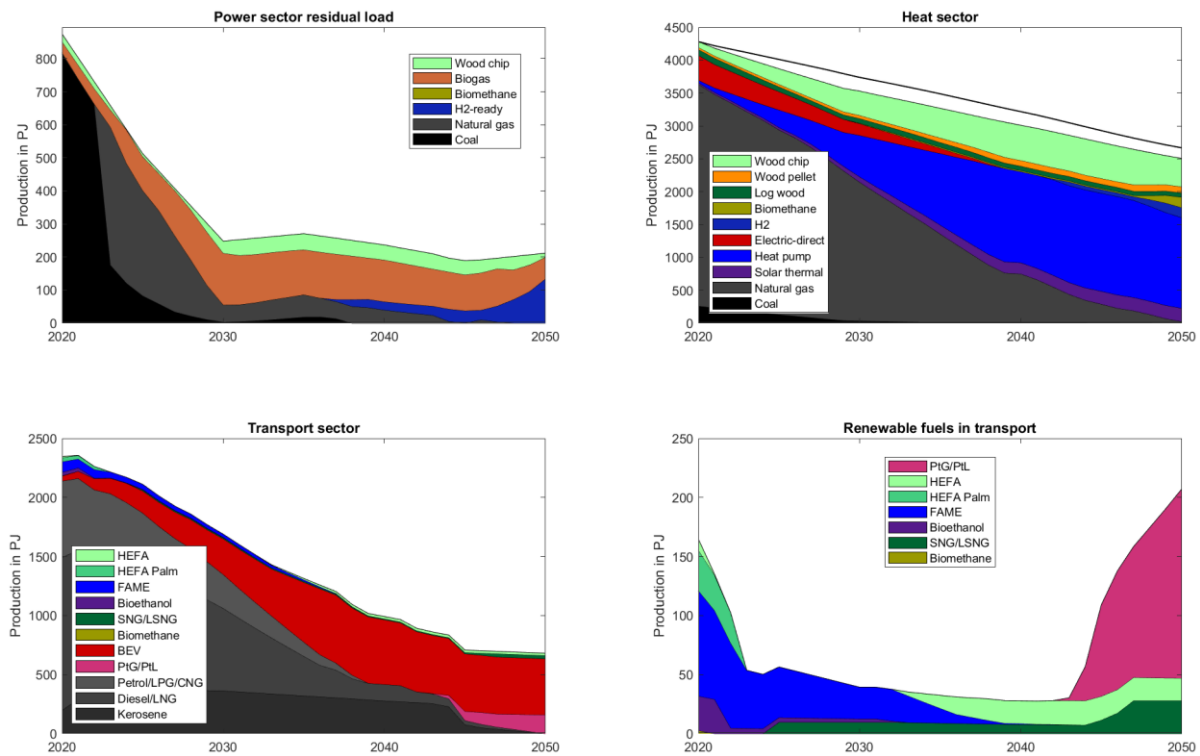 Power sector residual load
Production in PJ
800
700
600
500
400
300
200
100
0
2020
2030
2040
2050
Wood chip
Biogas
Biomethane
H2-ready
Natural gas
Coal
Heat sector
Production in PJ
4500
4000
3500
3000
2500
2000
1500
1000
500
0
2020
2030
2040
2050
Wood chip
Wood pellet
Log wood
Biomethane
H2
Electric-direct
Heat pump
Solar thermal
Natural gas
Coal
Transport sector
Production in PJ
2500
2000
1500
1000
500
0
2020
2030
2040
2050
HEFA
HEFA Palm
FAME
Bioethanol
SNG/LSNG
Biomethane
BEV
PtG/PtL
Petrol/LPG/CNG
Diesel/LNG
Kerosene
Renewable fuels in transport
Production in PJ
250
200
150
100
50
0
2020
2030
2040
2050
PtG/PtL
HEFA
HEFA Palm
FAME
Bioethanol
SNG/LSNG
Biomethane